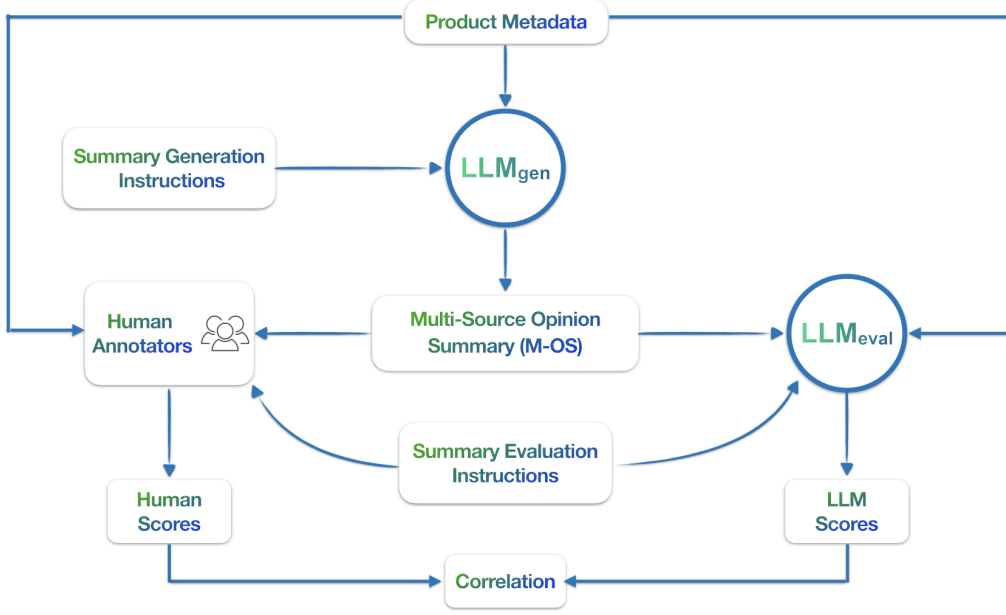 Product Metadata
Summary Generation
Instructions
LLMgen
Human
Annotators
Multi-Source Opinion
Summary (M-OS)
LLMeval
Summary Evaluation
Instructions
Human
Scores
LLM
Scores
Correlation